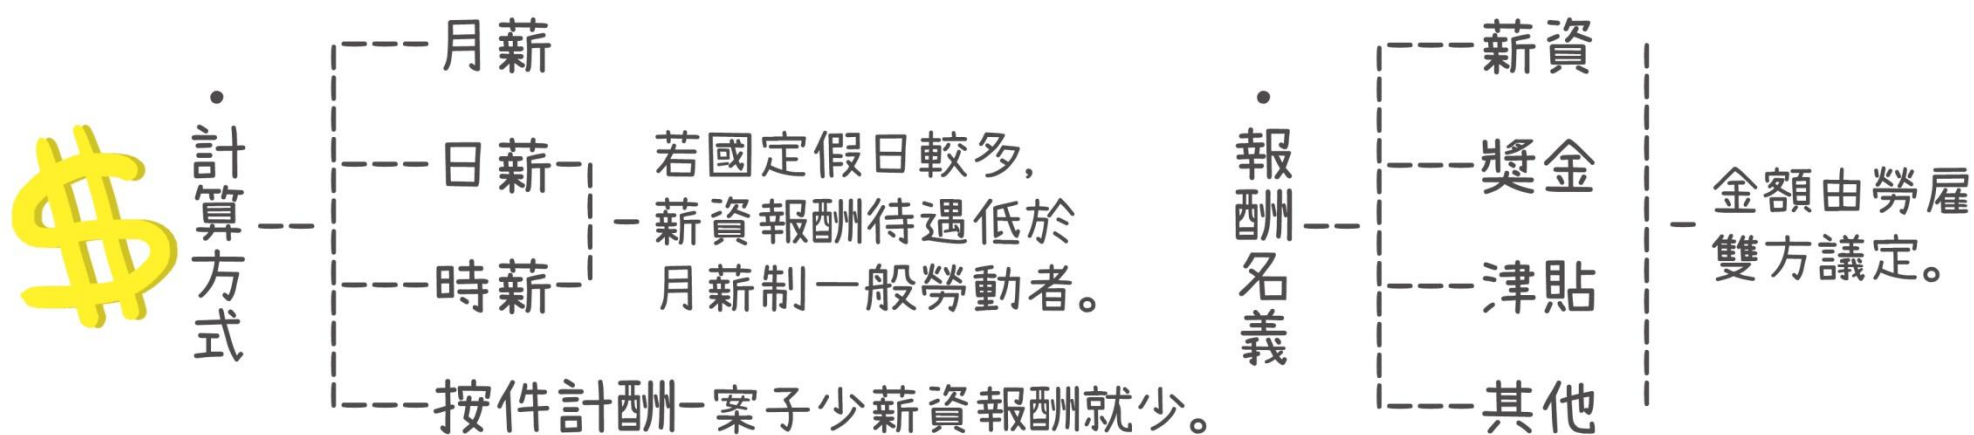 ・計算方式
月薪
日薪
時薪
若國定假日較多,
薪資報酬待遇低於
月薪制一般勞動者。
按件計酬-案子少薪資報酬就少。
・報酬名義
薪資
獎金
津貼
其他
金額由勞雇
雙方議定。